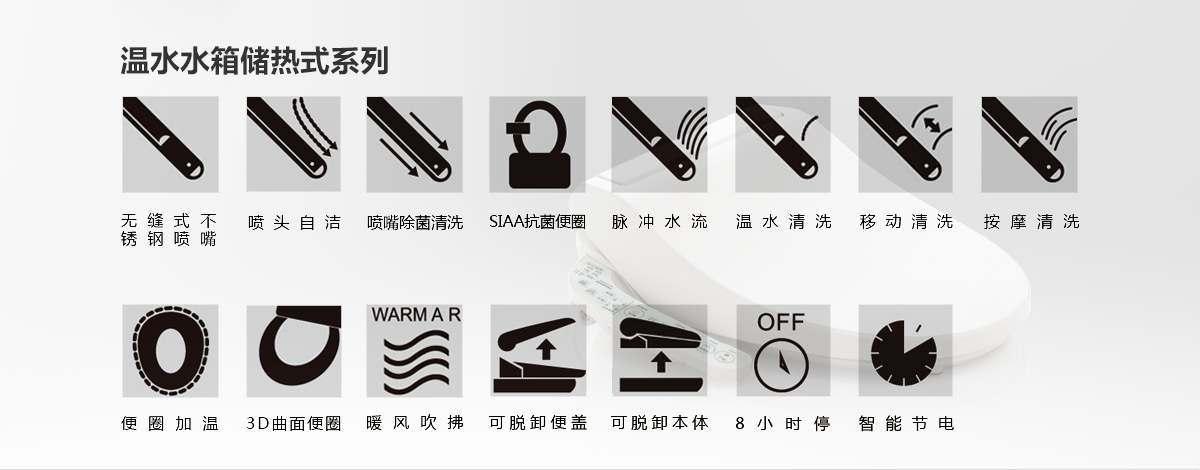 温水水箱储热式系列
无缝式不
锈钢喷嘴
喷头自洁
喷嘴除菌清洗
SIAA抗菌便圈
脉冲水流
温水清洗
移动清洗
按摩清洗
WARM A R
OFF
便圈加温
3D曲面便圈
暖风吹拂
可脱卸便盖
可脱卸本体
8小时停
智能节电